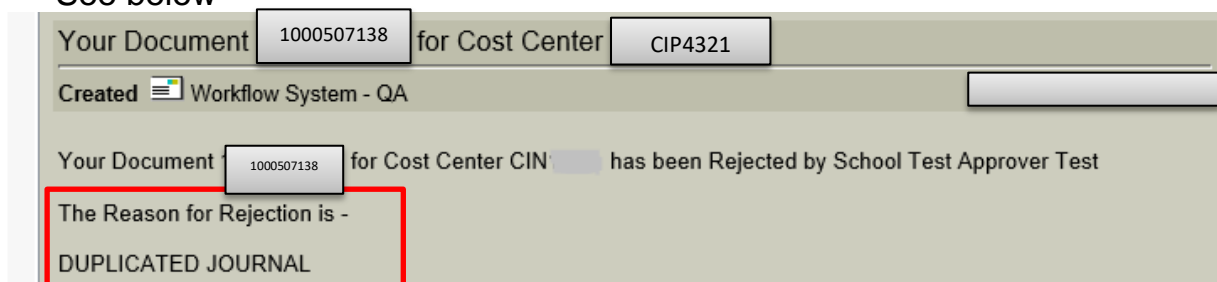 See below
Your Document 1000507138 for Cost Center CIP4321
Created Workflow System - QA
Your Document 1000507138 for Cost Center CIN has been Rejected by School Test Approver Test
The Reason for Rejection is -
DUPLICATED JOURNAL